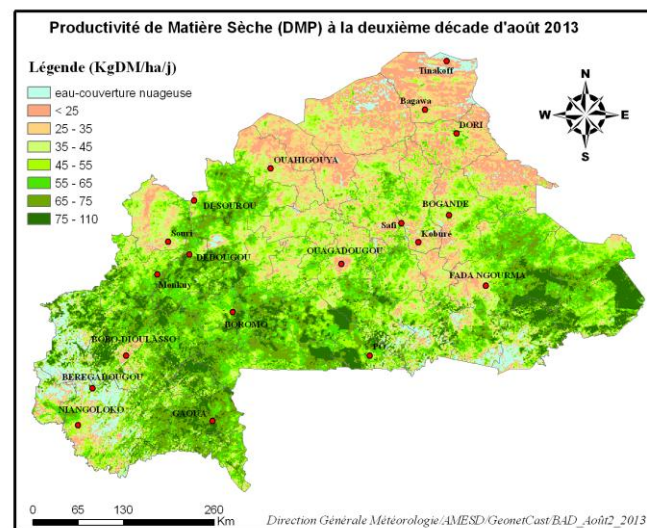 Productivité de Matière Sèche (DMP) à la deuxième décade d'août 2013
Légende (KgDM/ha/j)
eau-couverture nuageuse
< 25
25 - 35
35 - 45
45 - 55
55 - 65
65 - 75
75 - 110
N
W
E
S
Tinakoff
Bagawa
DORI
OUAHIGOUYA
DI-SOUROU
BOGANDE
Safi
Souri
Koburé
DEDOUGOU
OUAGADOUGOU
Monkuy
FADA NGOURMA
BOROMO
BOBO-DIOULASSO
BEREGADOUGOU
NIANGOLOKO
GAOUA
0 65 130 260
Km
Direction Générale Météorologie/AMESD/GeonetCast/BAD_Août2_2013